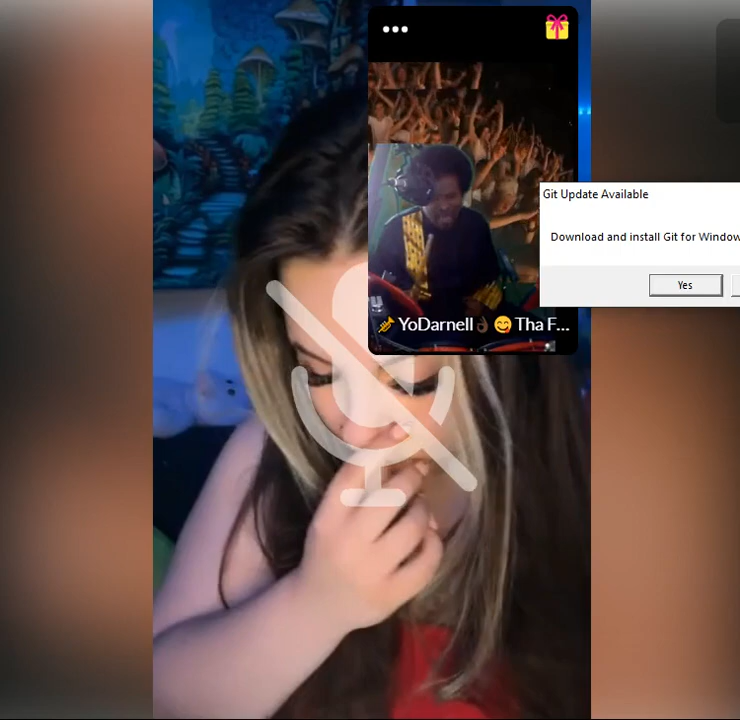 Git Update Available
Download and install Git for Window
Yes
YoDarnell👌🏿😋Tha F...